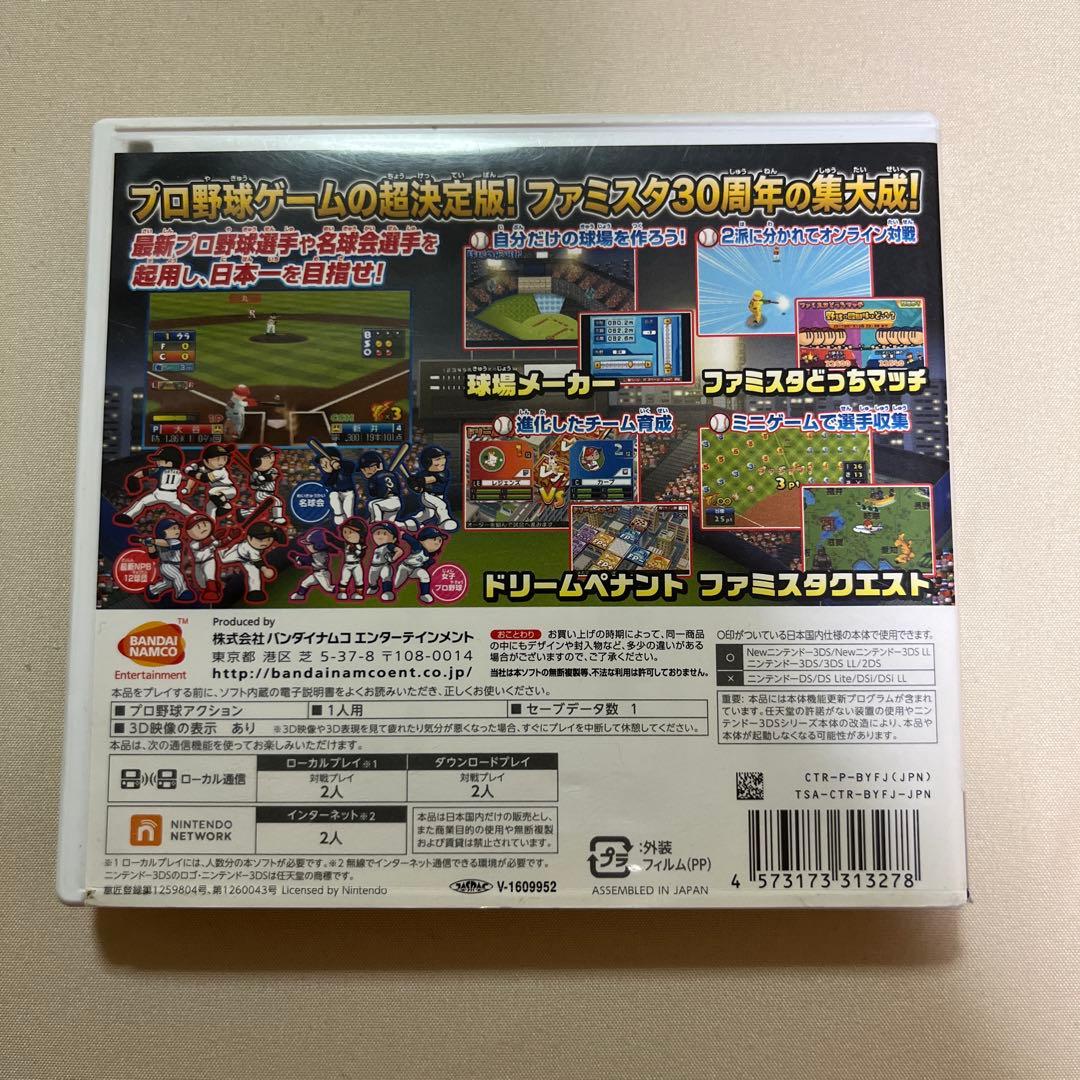 プロ野球ゲームの超決定版! ファミスタ30周年の集大成!
最新プロ野球選手や名球会選手を
起用し、日本一を目指せ!
自分だけの球場を作ろう!
球場メーカー
2派に分かれてオンライン対戦
ファミスタどっちマッチ
進化したチーム育成
レジェンズ
VS
カープ
ドリームペナント
ミニゲームで選手収集
3pt
25pt
ファミスタクエスト
1 ウラ
P 大谷
新井 4
名球会
最新NPB
12球団
女子
プロ野球
BANDAI
NAMCO
Entertainment
Produced by
株式会社 バンダイナムコ エンターテインメント
東京都 港区 芝 5-37-8 〒108-0014
http://bandainamcoent.co.jp/
おことわり お買い上げの時期によって、同一商品
の中にもデザインや封入物など、多少の違いがある
場合がございますので、ご了承ください。
当社は本ソフトの無断複製等、不法な利用は許可しておりません。
○印がついている日本国内仕様の本体で使用できます。
○ Newニンテンドー3DS/Newニンテンドー3DS LL
ニンテンドー3DS/3DS LL/2DS
× ニンテンドーDS/DS Lite/DSi/DSi LL
本品をプレイする前に、ソフト内蔵の電子説明書をよくお読みいただき、正しくお使いください。
■プロ野球アクション ■1人用 ■セーブデータ数 1
■3D映像の表示 あり ※3D映像や3D表現を見て疲れたり気分が悪くなった場合、すぐにプレイを中断して休憩してください。
重要: 本品には本体機能更新プログラムが含まれ
ています。任天堂の許諾がない装置の使用やニン
テンドー3DSシリーズ本体の改造により、本品や
本体が起動しなくなる可能性があります。
本品は、次の通信機能を使ってお楽しみいただけます。
ローカル通信
ローカルプレイ※1
対戦プレイ
2人
ダウンロードプレイ
対戦プレイ
2人
NINTENDO
NETWORK
インターネット※2
2人
本品は日本国内だけの販売とし、
また商業目的の使用や無断複製
および賃貸は禁止されています。
※1 ローカルプレイには、人数分の本ソフトが必要です。※2 無線でインターネット通信できる環境が必要です。
ニンテンドー3DSのロゴ・ニンテンドー3DSは任天堂の商標です。
意匠登録第1259804号、第1260043号 Licensed by Nintendo
JASRAC
V-1609952
プラ
:外装
フィルム(PP)
ASSEMBLED IN JAPAN
CTR-P-BYFJ(JPN)
TSA-CTR-BYFJ-JPN
4 573173 313278